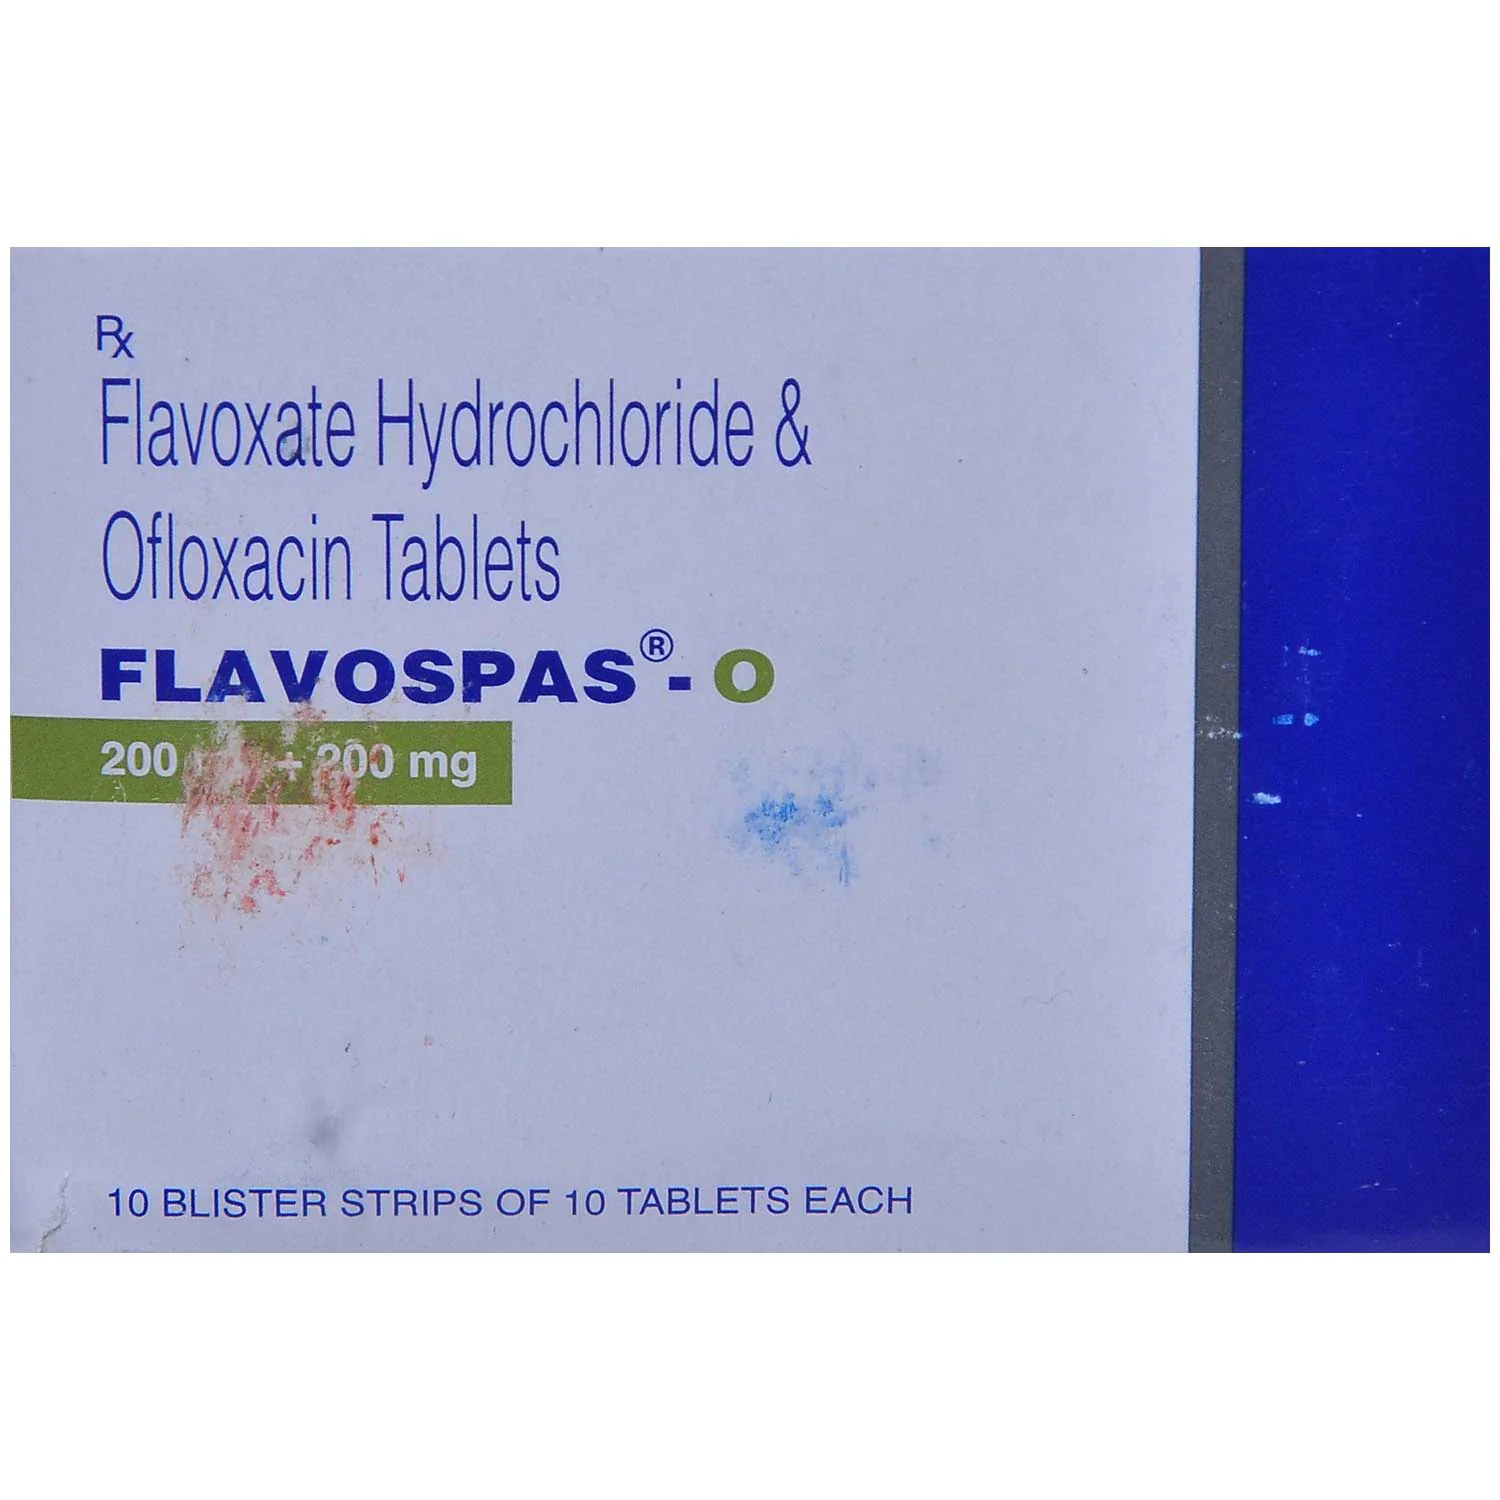 Rx
Flavoxate Hydrochloride &
Ofloxacin Tablets
FLAVOSPAS®- O
200 + 200 mg
10 BLISTER STRIPS OF 10 TABLETS EACH